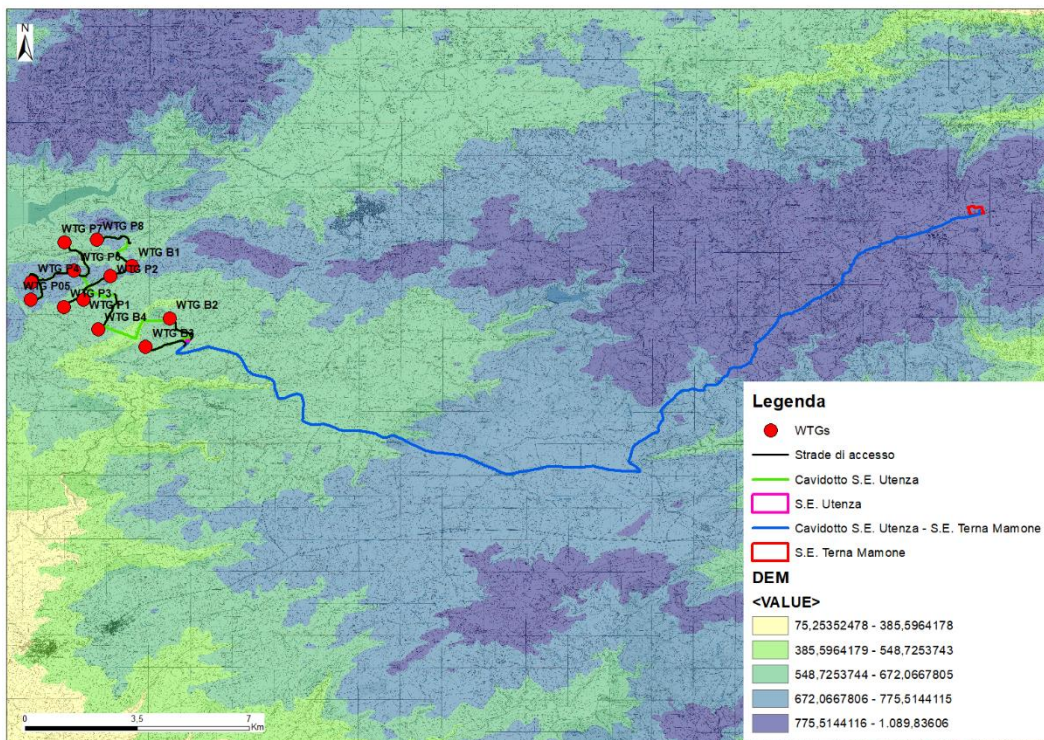 N
WTG P7
WTG P8
WTG B1
WTG P6
WTG P4
WTG P2
WTG P05
WTG P3
WTG P1
WTG B2
WTG B4
WTG B3
Legenda
WTGs
Strade di accesso
Cavidotto S.E. Utenza
S.E. Utenza
Cavidotto S.E. Utenza - S.E. Terna Mamone
S.E. Terna Mamone
DEM
<VALUE>
75,25352478 - 385,5964178
385,5964179 - 548,7253743
548,7253744 - 672,0667805
672,0667806 - 775,5144115
775,5144116 - 1.089,83606
0 3,5 7
Km